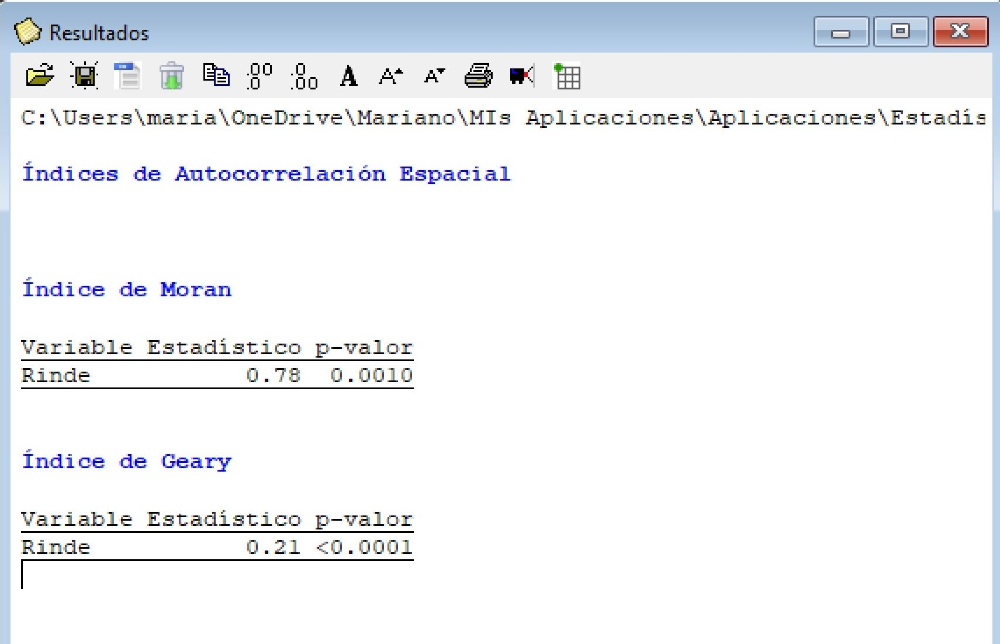 Resultados
C:\Users\maria\OneDrive\Mariano\MIs Aplicaciones\Aplicaciones\Estadís
Índices de Autocorrelación Espacial
Índice de Moran
Variable Estadístico p-valor
Rinde 0.78 0.0010
Índice de Geary
Variable Estadístico p-valor
Rinde 0.21 <0.0001